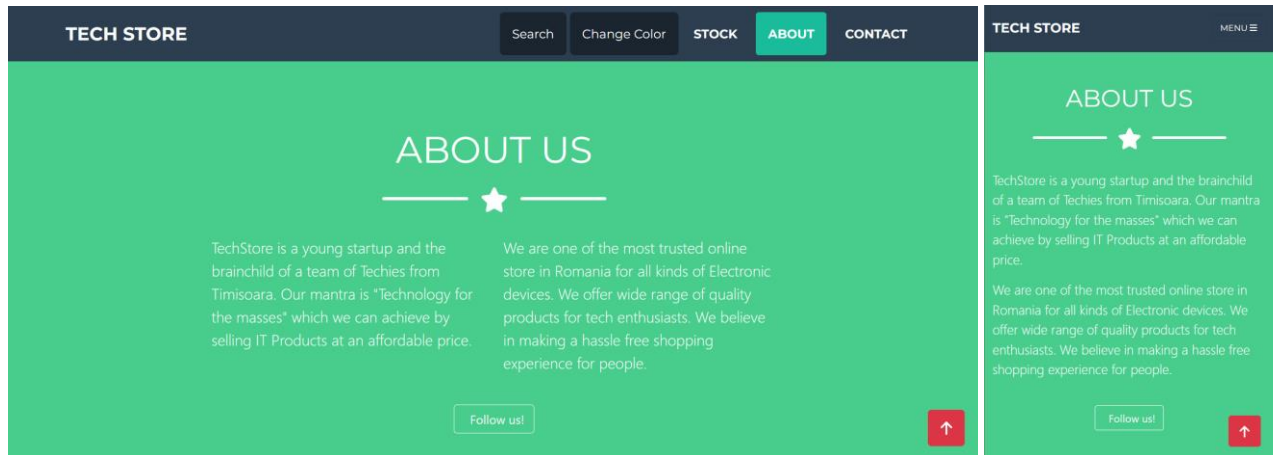 TECH STORE
Search Change Color STOCK ABOUT CONTACT
ABOUT US
TechStore is a young startup and the
brainchild of a team of Techies from
Timisoara. Our mantra is "Technology for
the masses" which we can achieve by
selling IT Products at an affordable price.
We are one of the most trusted online
store in Romania for all kinds of Electronic
devices. We offer wide range of quality
products for tech enthusiasts. We believe
in making a hassle free shopping
experience for people.
Follow us!
TECH STORE
MENU
ABOUT US
TechStore is a young startup and the brainchild
of a team of Techies from Timisoara. Our mantra
is "Technology for the masses" which we can
achieve by selling IT Products at an affordable
price.
We are one of the most trusted online store in
Romania for all kinds of Electronic devices. We
offer wide range of quality products for tech
enthusiasts. We believe in making a hassle free
shopping experience for people.
Follow us!